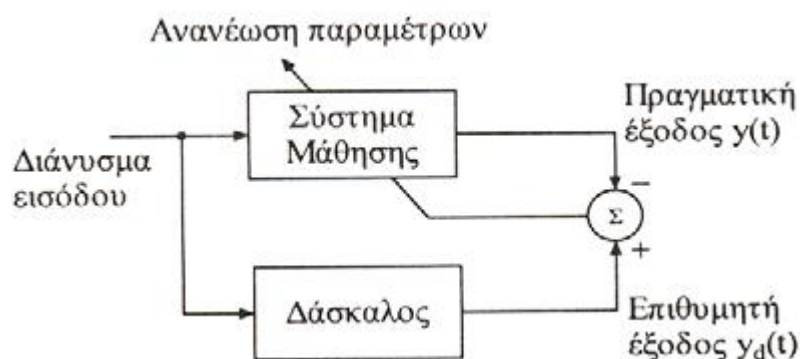 Ανανέωση παραμέτρων
Σύστημα
Μάθησης
Πραγματική
έξοδος y(t)
Διάνυσμα
εισόδου
−
Σ
+
Δάσκαλος
Επιθυμητή
έξοδος y_d(t)